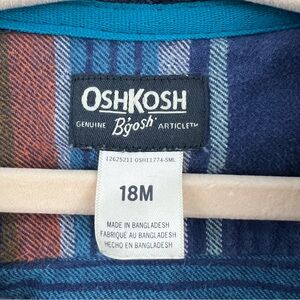 OSHKOSH
GENUINE B'gosh ARTICLE™
12625211 OSH11774-SML
18M
MADE IN BANGLADESH
FABRIQUÉ AU BANGLADESH
HECHO EN BANGLADESH